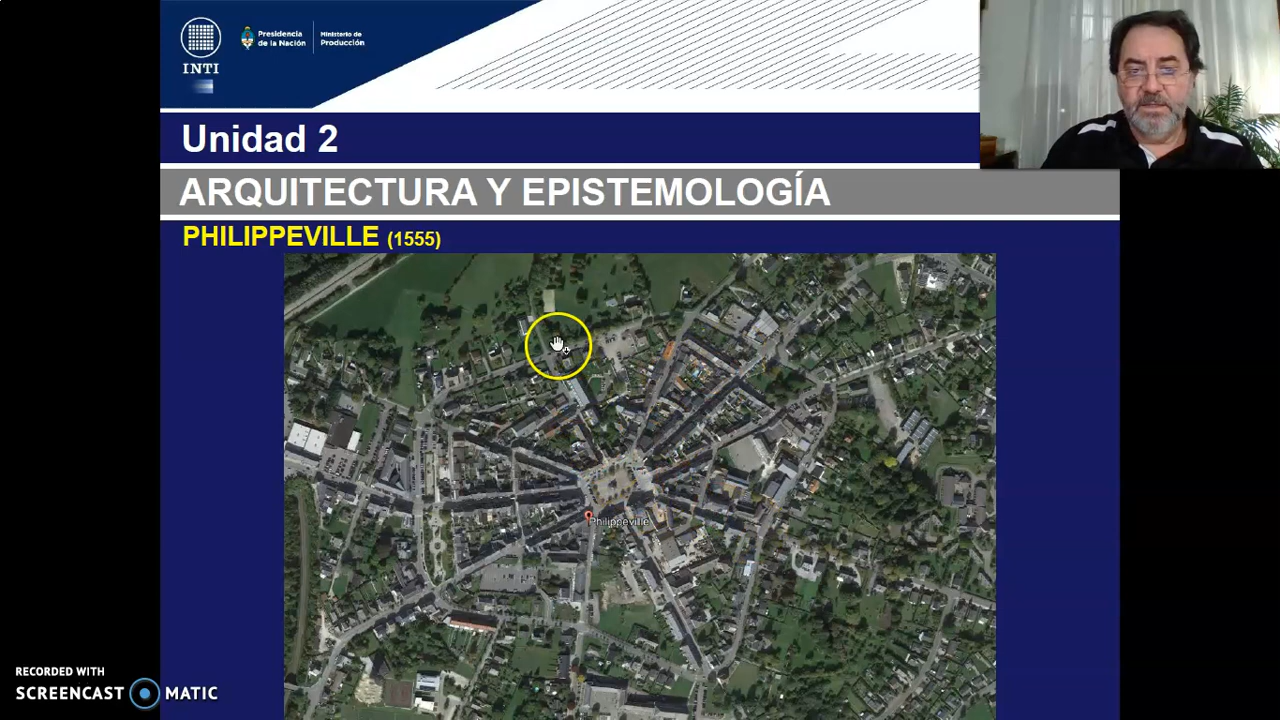 INTI
Presidencia
de la Nación
Ministerio de
Producción
Unidad 2
ARQUITECTURA Y EPISTEMOLOGÍA
PHILIPPEVILLE (1555)
Philippeville
RECORDED WITH
SCREENCAST MATIC